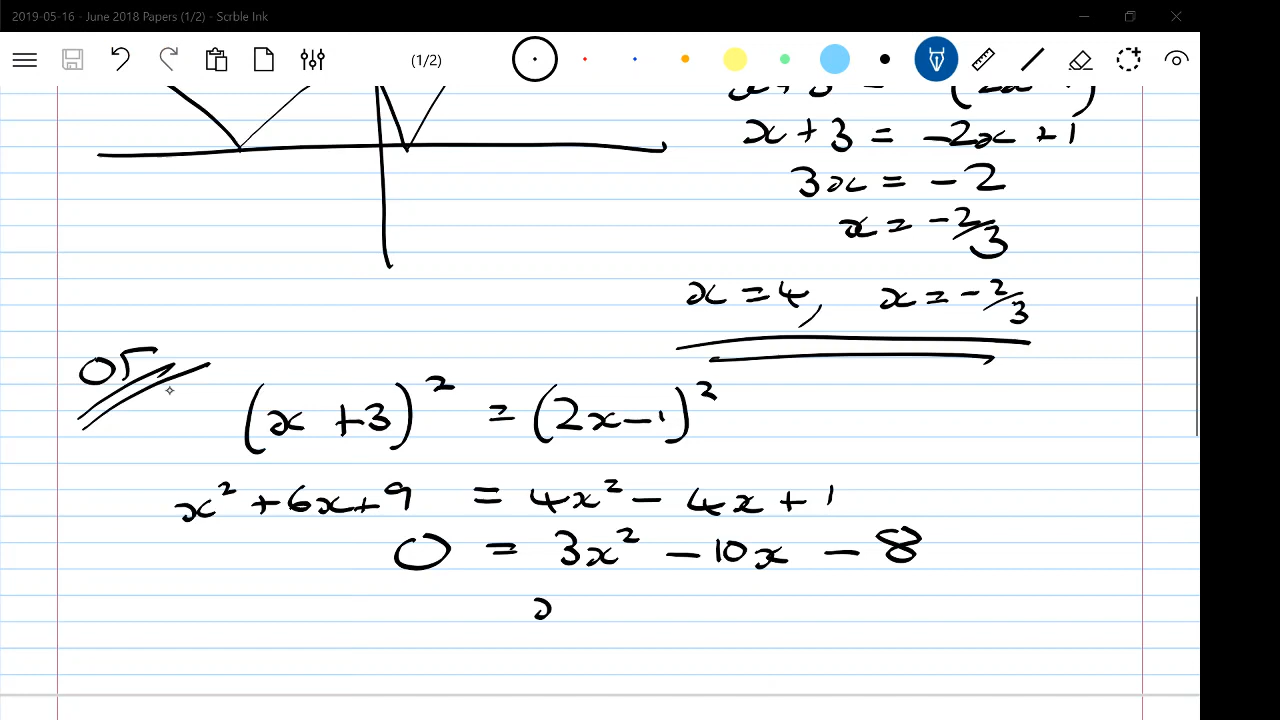 2019-05-16 - June 2018 Papers (1/2) - Scrble Ink
(1/2)
x + 3 = -2x + 1
3x = -2
x = -2/3
x = 4, x = -2/3
or
(x + 3)² = (2x - 1)²
x² + 6x + 9 = 4x² - 4x + 1
0 = 3x² - 10x - 8